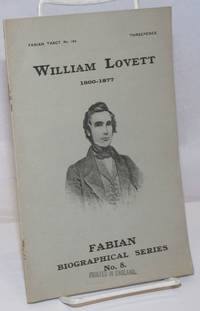 FABIAN TRACT No. 199
THREEPENCE
WILLIAM LOVETT
1800-1877
FABIAN
BIOGRAPHICAL SERIES
No. 8.
PRINTED IN ENGLAND.